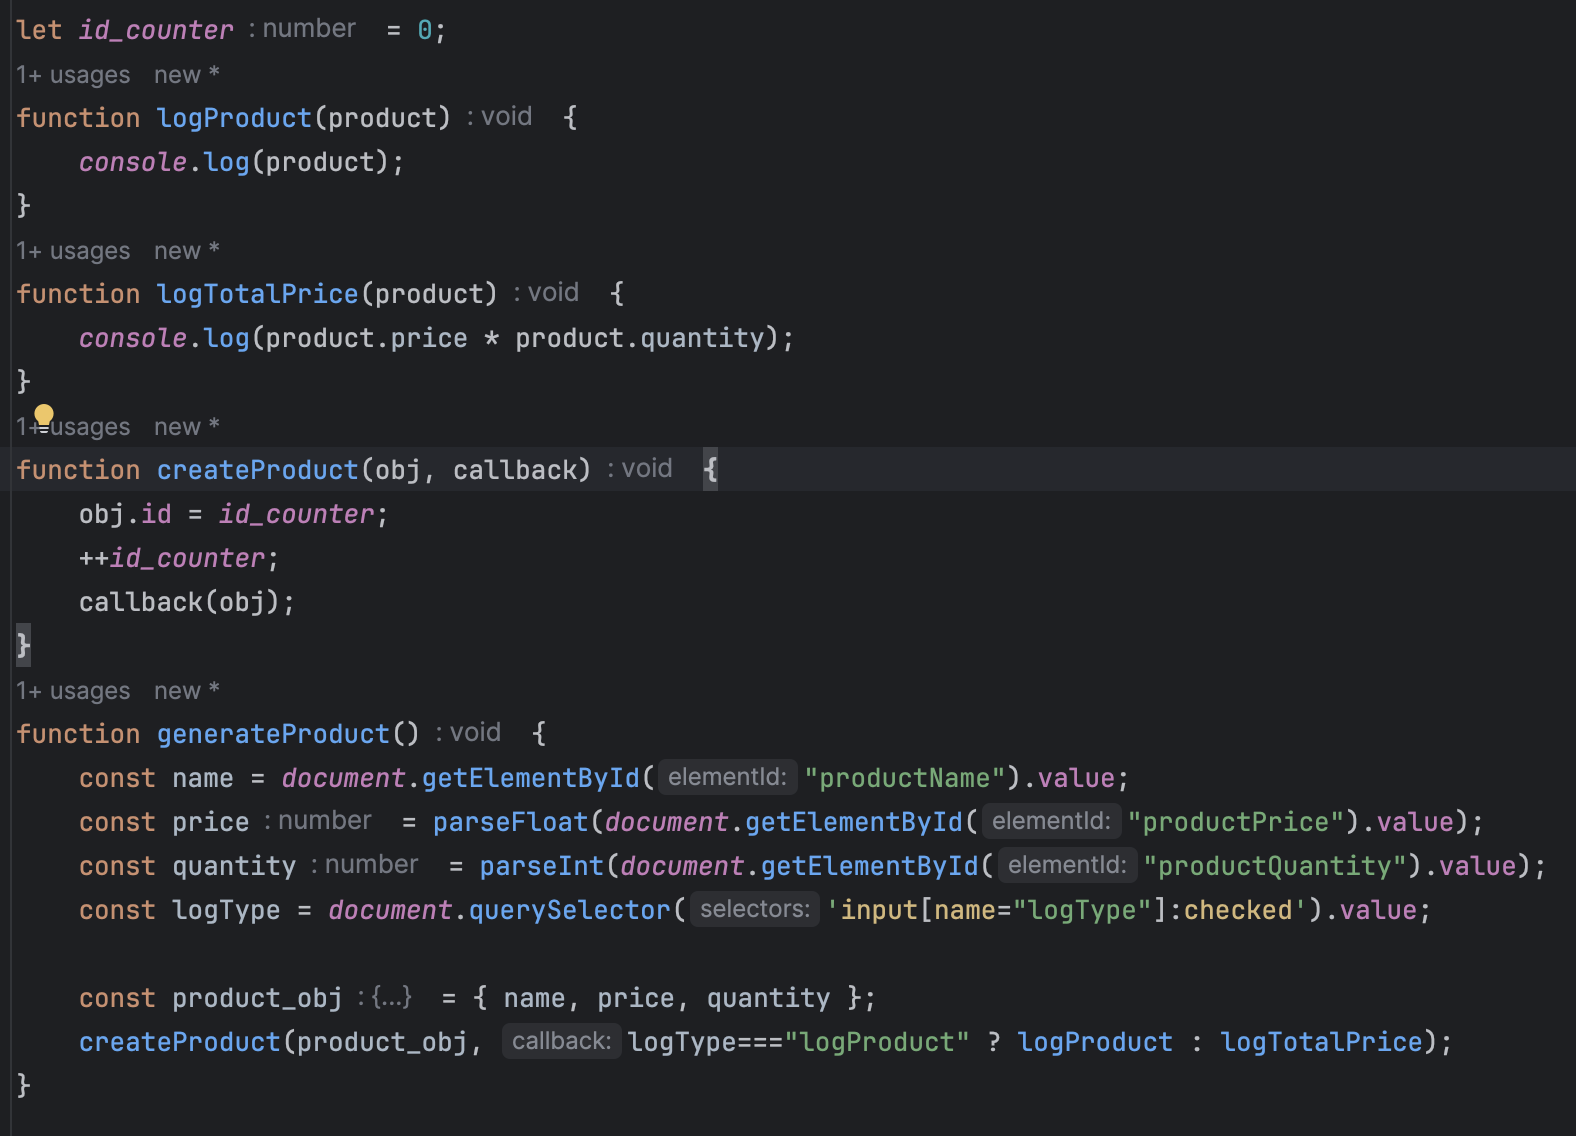 let id_counter : number = 0;
1+ usages new *
function logProduct(product) : void {
    console.log(product);
}
1+ usages new *
function logTotalPrice(product) : void {
    console.log(product.price * product.quantity);
}
1+ usages new *
function createProduct(obj, callback) : void {
    obj.id = id_counter;
    ++id_counter;
    callback(obj);
}
1+ usages new *
function generateProduct() : void {
    const name = document.getElementById( elementId: "productName").value;
    const price : number = parseFloat(document.getElementById( elementId: "productPrice").value);
    const quantity : number = parseInt(document.getElementById( elementId: "productQuantity").value);
    const logType = document.querySelector( selectors: 'input[name="logType"]:checked').value;
    const product_obj : {...} = { name, price, quantity };
    createProduct(product_obj, callback: logType==="logProduct" ? logProduct : logTotalPrice);
}